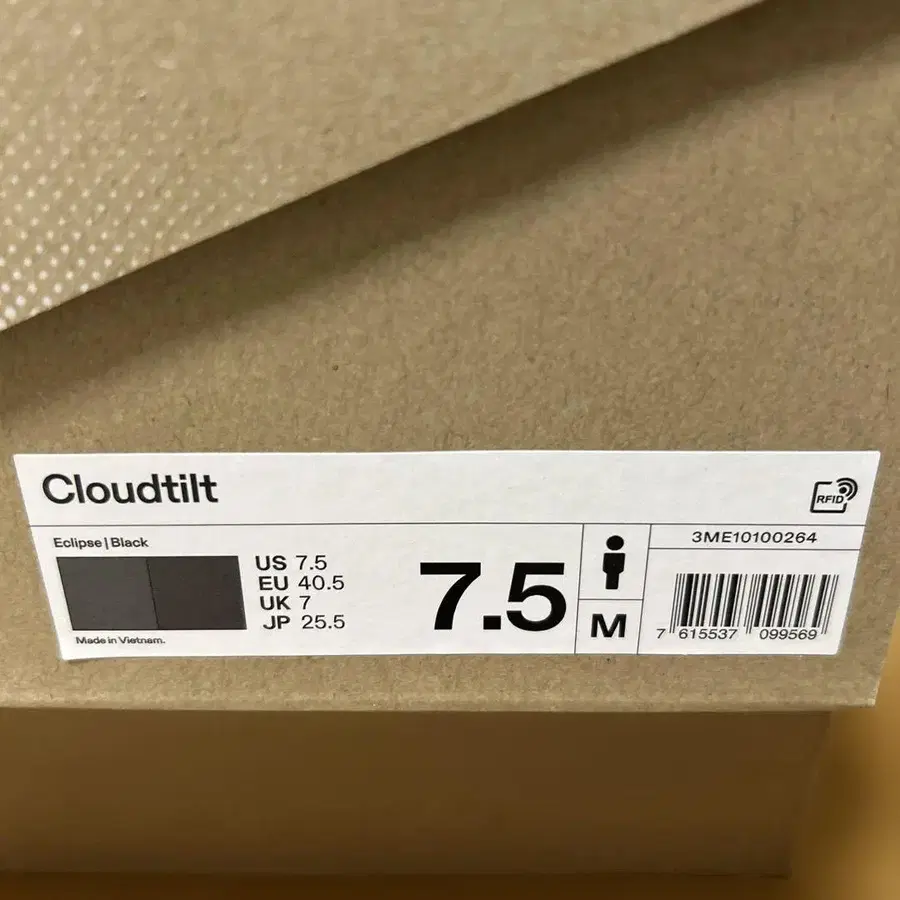 Cloudtilt
RFID
Eclipse | Black
US 7.5
EU 40.5
UK 7
JP 25.5
Made in Vietnam.
7.5
M
3ME10100264
7 615537 099569